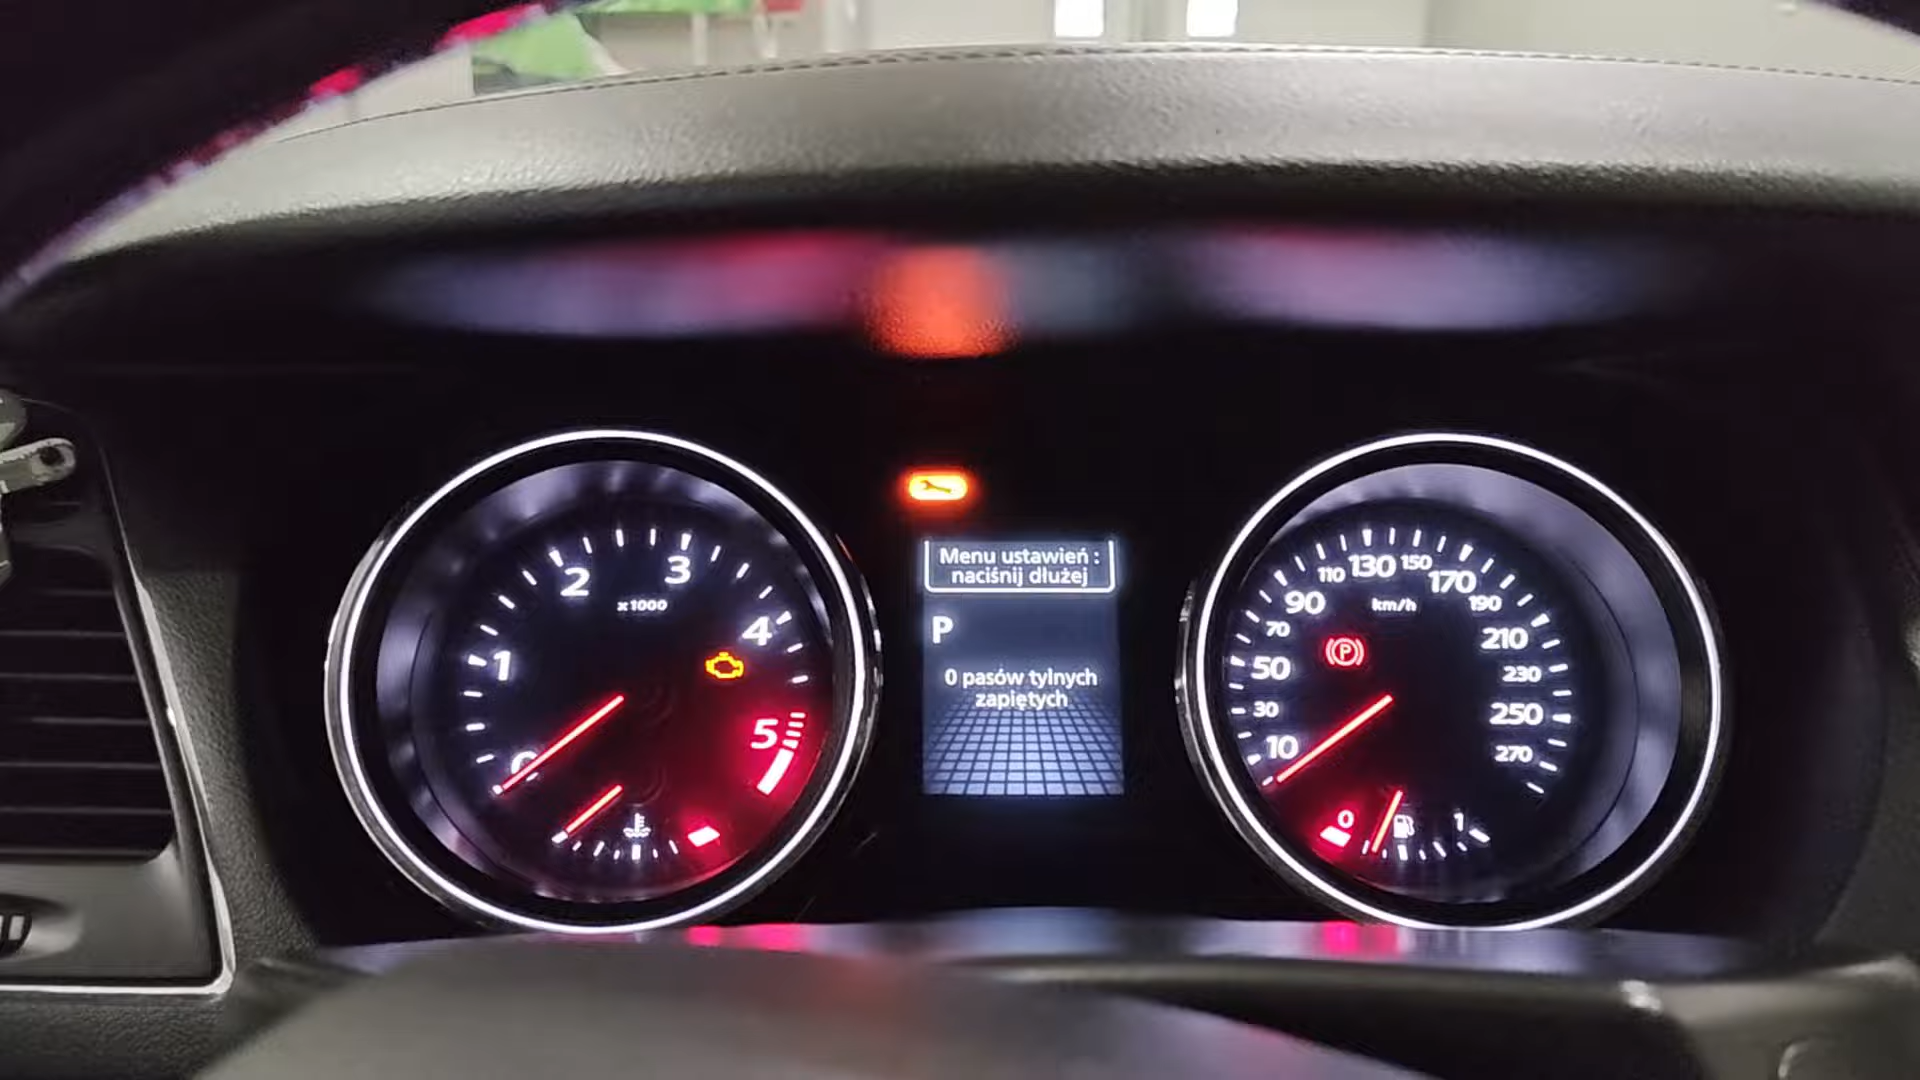 Menu ustawień :
naciśnij dłużej
P
0 pasów tylnych
zapiętych
0
1
2
3
4
5
x1000
10
30
50
70
90
110
130
150
170
190
210
230
250
270
km/h
P
0
1